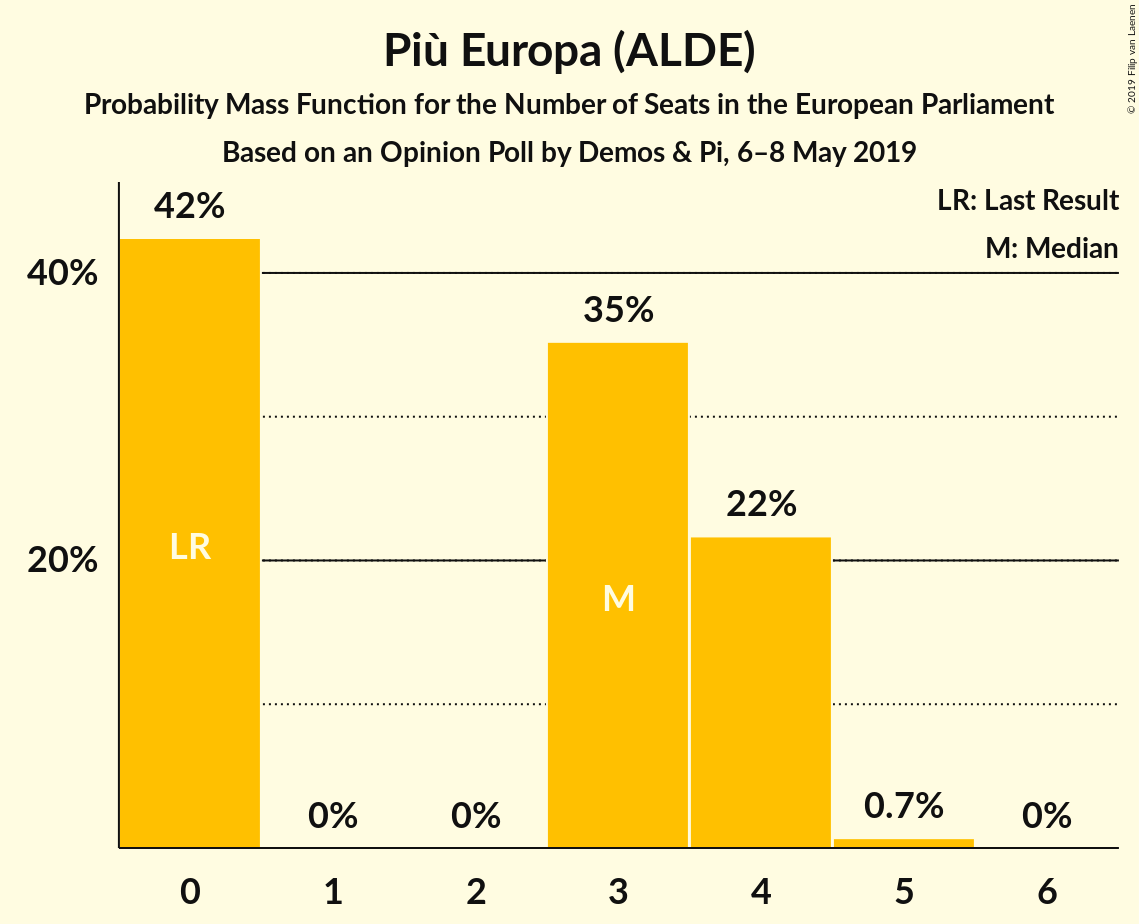 Più Europa (ALDE)
Probability Mass Function for the Number of Seats in the European Parliament
Based on an Opinion Poll by Demos & Pi, 6–8 May 2019
© 2019 Filip van Laenen
LR: Last Result
M: Median
42%
40%
35%
22%
20%
LR
M
0%
0%
0.7%
0%
0 1 2 3 4 5 6